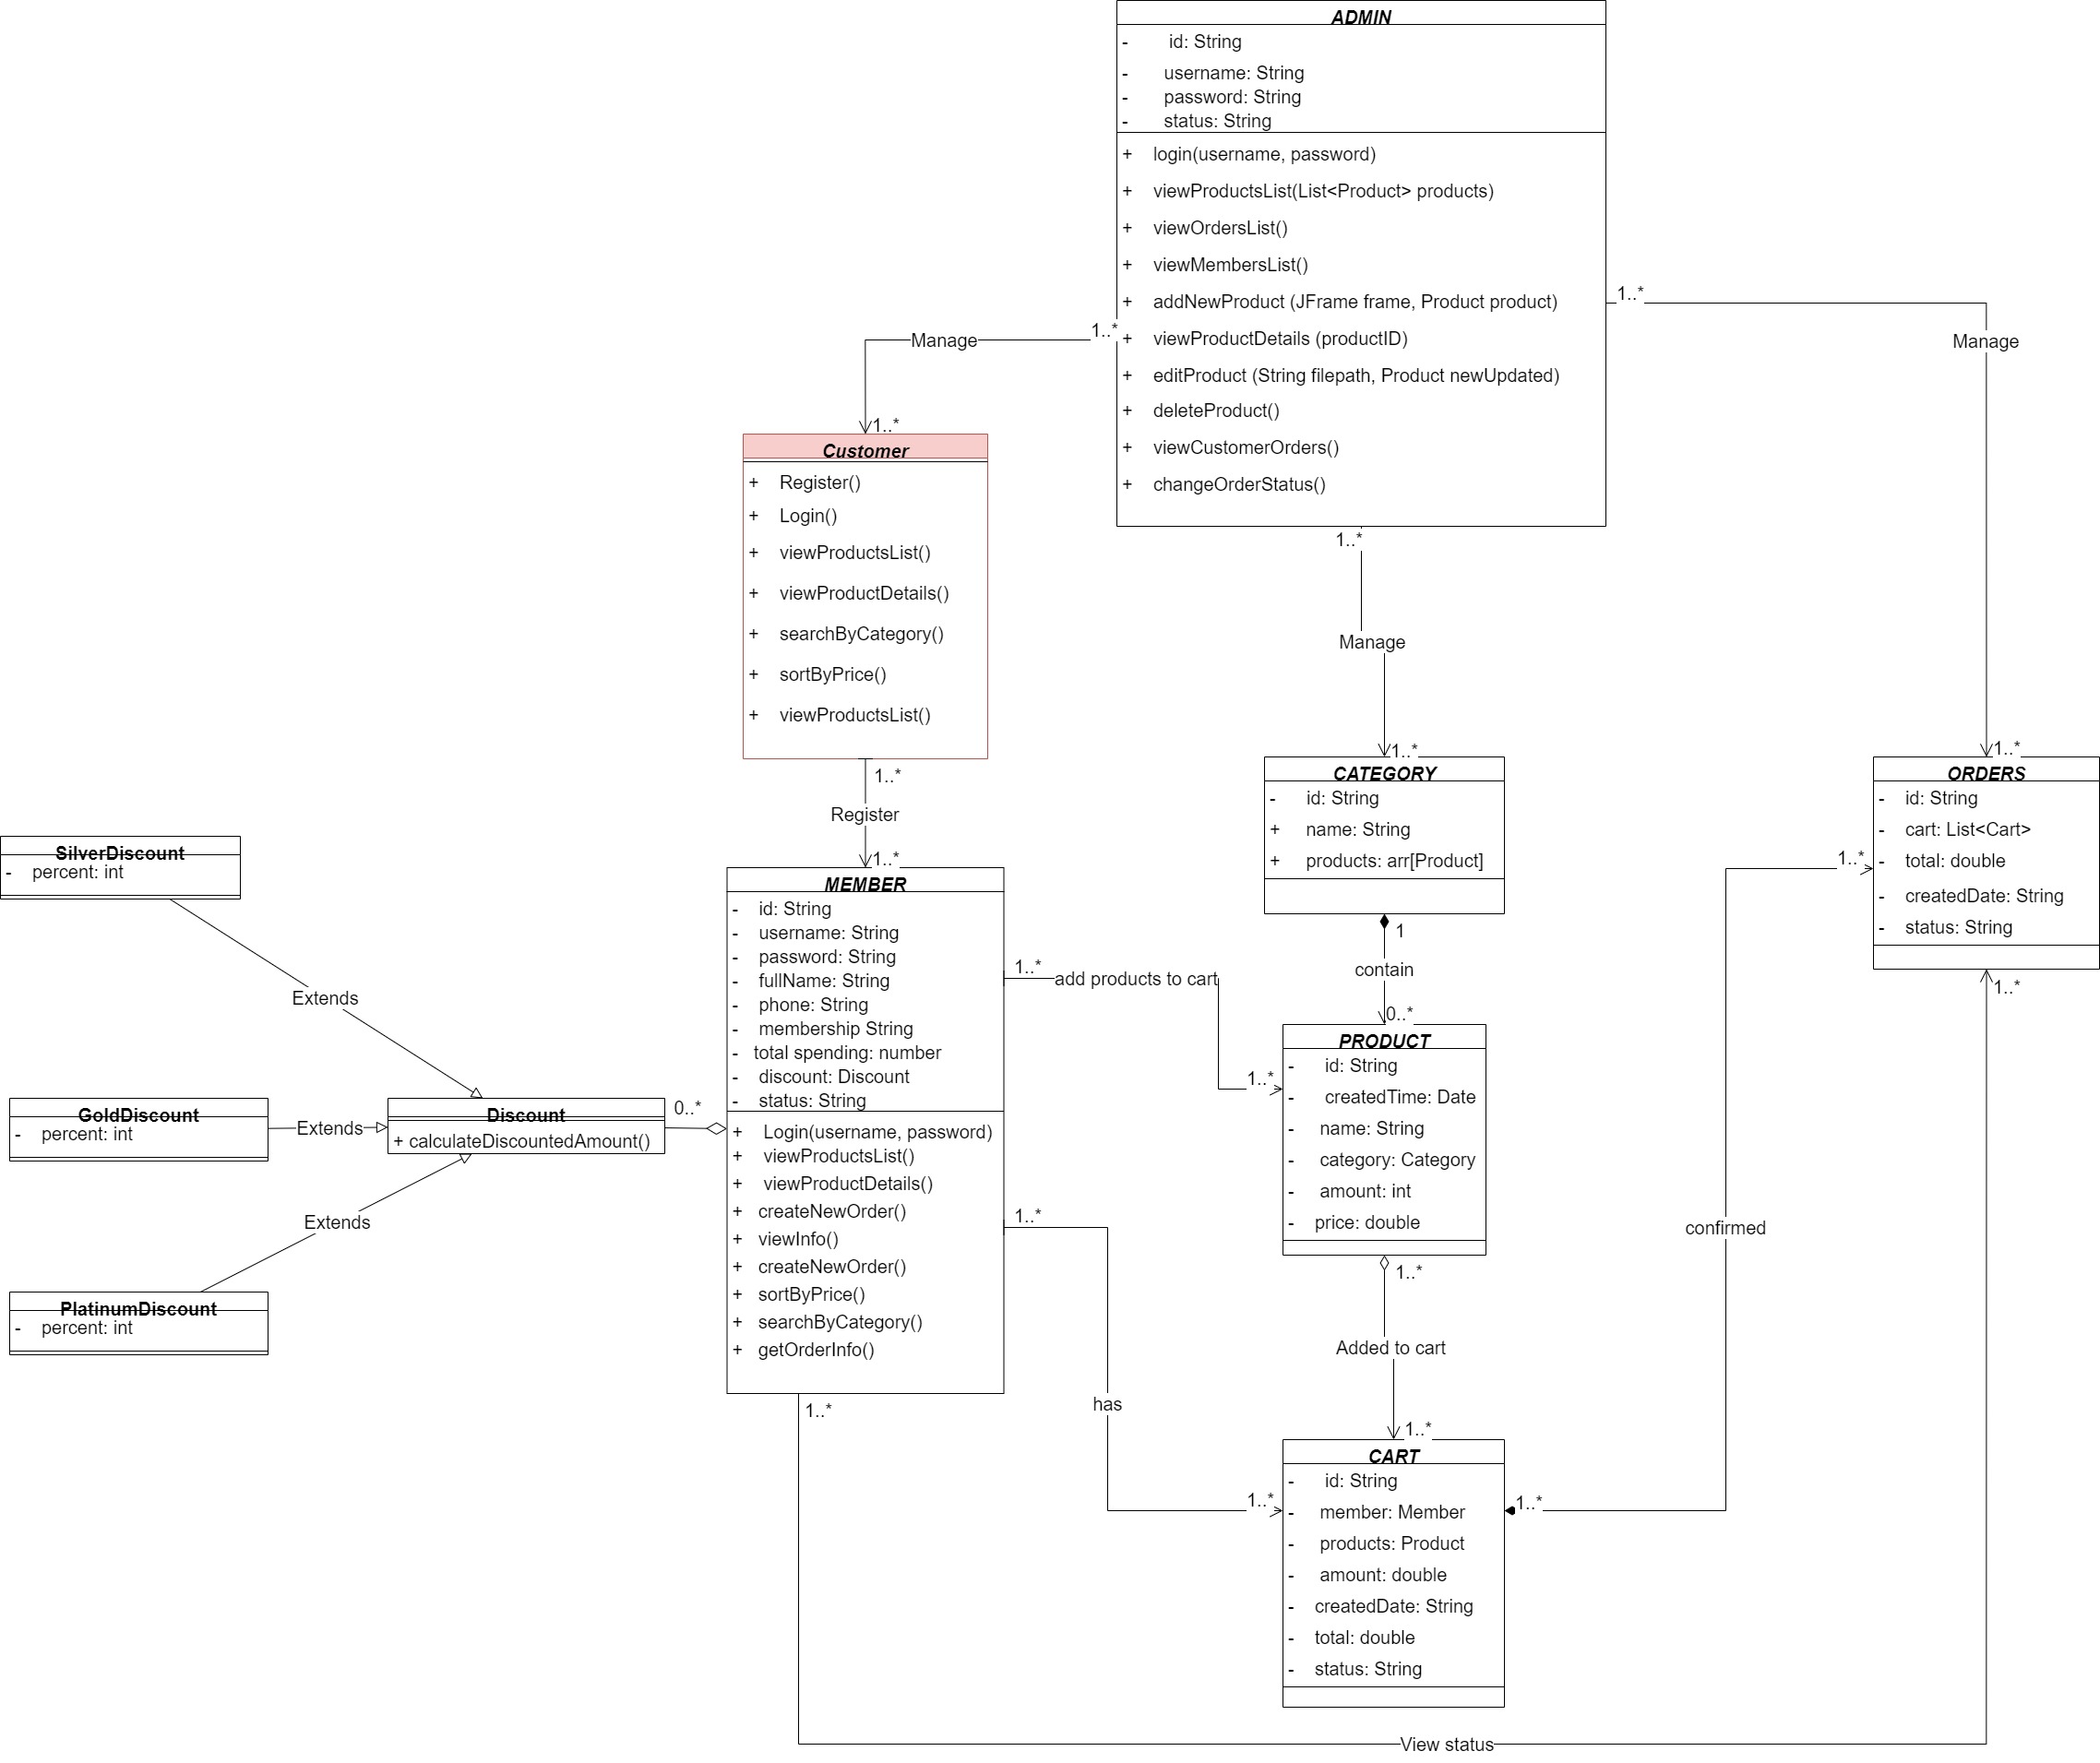 ADMIN
- id: String
- username: String
- password: String
- status: String
+ login(username, password)
+ viewProductsList(List<Product> products)
+ viewOrdersList()
+ viewMembersList()
+ addNewProduct (JFrame frame, Product product)
+ viewProductDetails (productID)
+ editProduct (String filepath, Product newUpdated)
+ deleteProduct()
+ viewCustomerOrders()
+ changeOrderStatus()
1..*
Manage
1..*
1..*
Manage
1..*
1..*
Manage
1..*
Customer
+ Register()
+ Login()
+ viewProductsList()
+ viewProductDetails()
+ searchByCategory()
+ sortByPrice()
+ viewProductsList()
1..*
Register
1..*
CATEGORY
- id: String
+ name: String
+ products: arr[Product]
1
contain
0..*
ORDERS
- id: String
- cart: List<Cart>
- total: double
- createdDate: String
- status: String
1..*
1..*
SilverDiscount
- percent: int
Extends
GoldDiscount
- percent: int
Extends
PlatinumDiscount
- percent: int
Extends
Discount
+ calculateDiscountedAmount()
0..*
MEMBER
- id: String
- username: String
- password: String
- fullName: String
- phone: String
- membership String
- total spending: number
- discount: Discount
- status: String
+ Login(username, password)
+ viewProductsList()
+ viewProductDetails()
+ createNewOrder()
+ viewInfo()
+ createNewOrder()
+ sortByPrice()
+ searchByCategory()
+ getOrderInfo()
1..*
add products to cart
1..*
1..*
has
1..*
1..*
PRODUCT
- id: String
- createdTime: Date
- name: String
- category: Category
- amount: int
- price: double
1..*
Added to cart
1..*
confirmed
CART
- id: String
- member: Member
- products: Product
- amount: double
- createdDate: String
- total: double
- status: String
1..*
View status